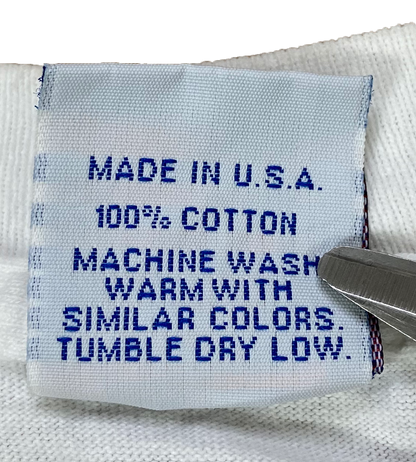 MADE IN U.S.A.
100% COTTON
MACHINE WASH
WARM WITH
SIMILAR COLORS.
TUMBLE DRY LOW.